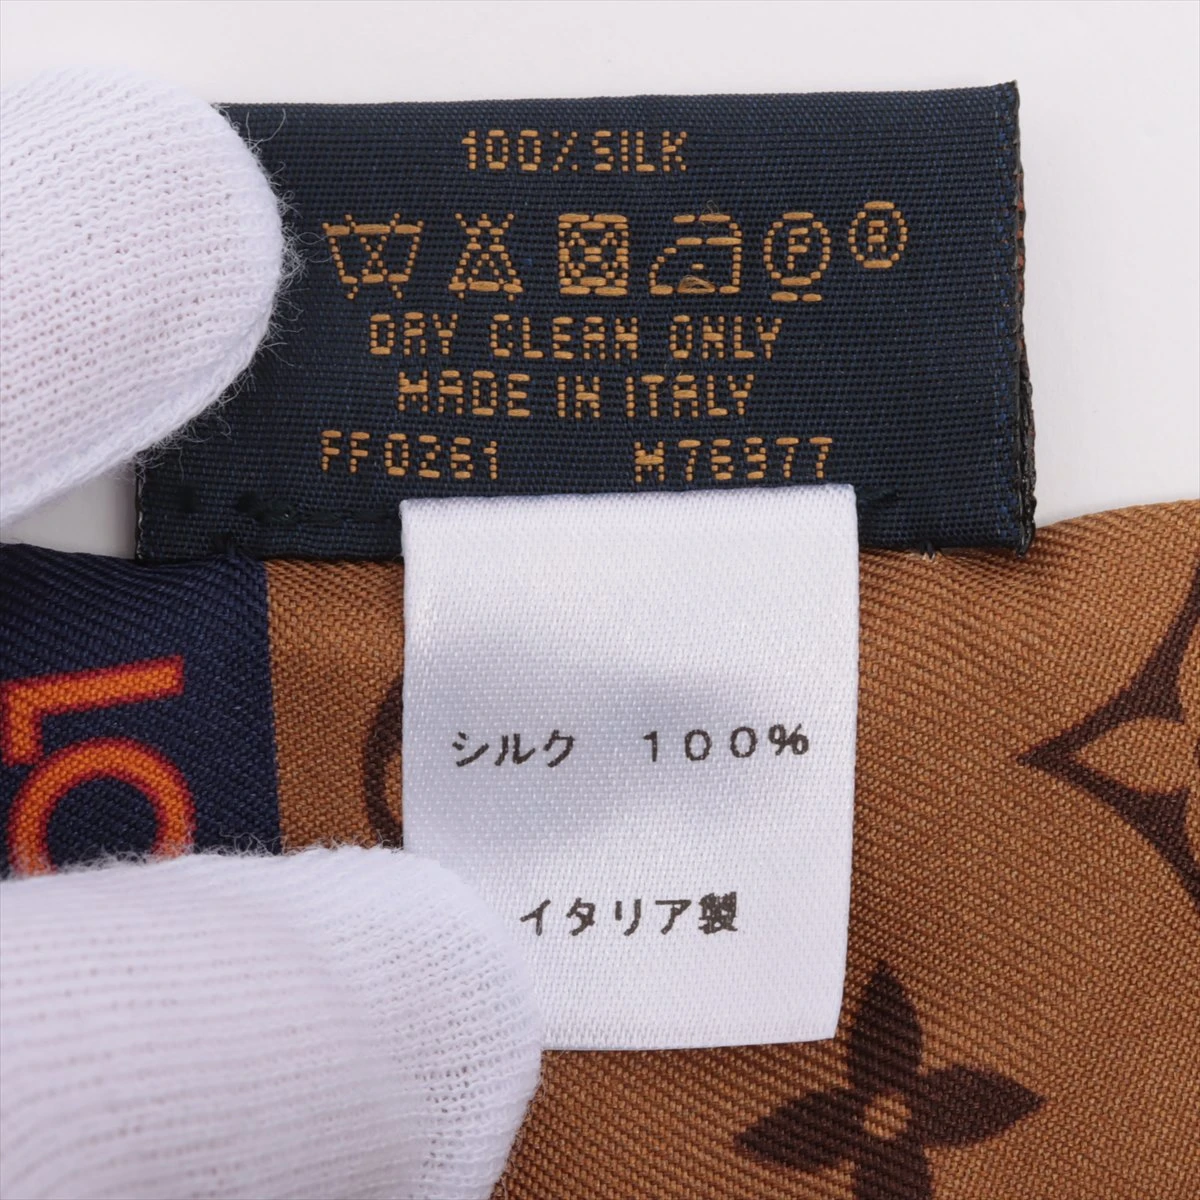 100% SILK
P A
DRY CLEAN ONLY
MADE IN ITALY
FF0261 M76977
シルク 100%
イタリア製
LO